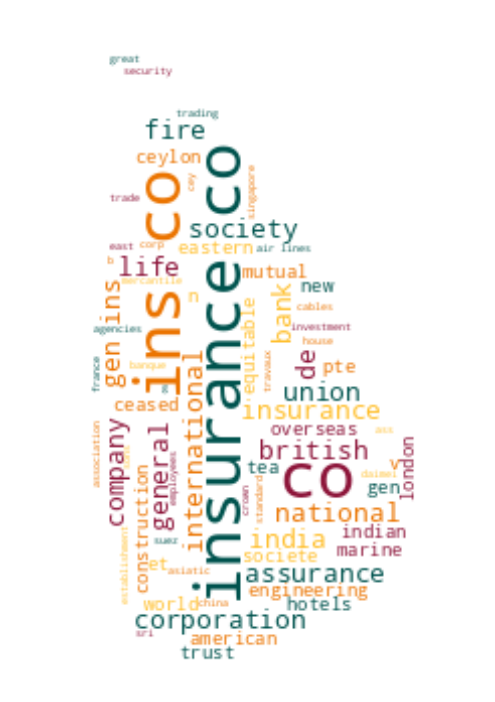 great
security
trading
fire
ceylon
cey
singapore
trade
ins co
insurance co
society
east
corp
eastern
air lines
b
life
mutual
mercantile
gen ins
n
new
bank
equitable
cables
agencies
investment
house
france
banque
travaux
de
pte
union
ceased
insurance
international
association
company
general
employees
overseas
ass
british
london
tea
co
v
daimel
gen
construction
crown
standard
national
suez
india
indian
marine
establishment
societe
et
asiatic
assurance
engineering
world
china
hotels
corporation
sri
american
trust